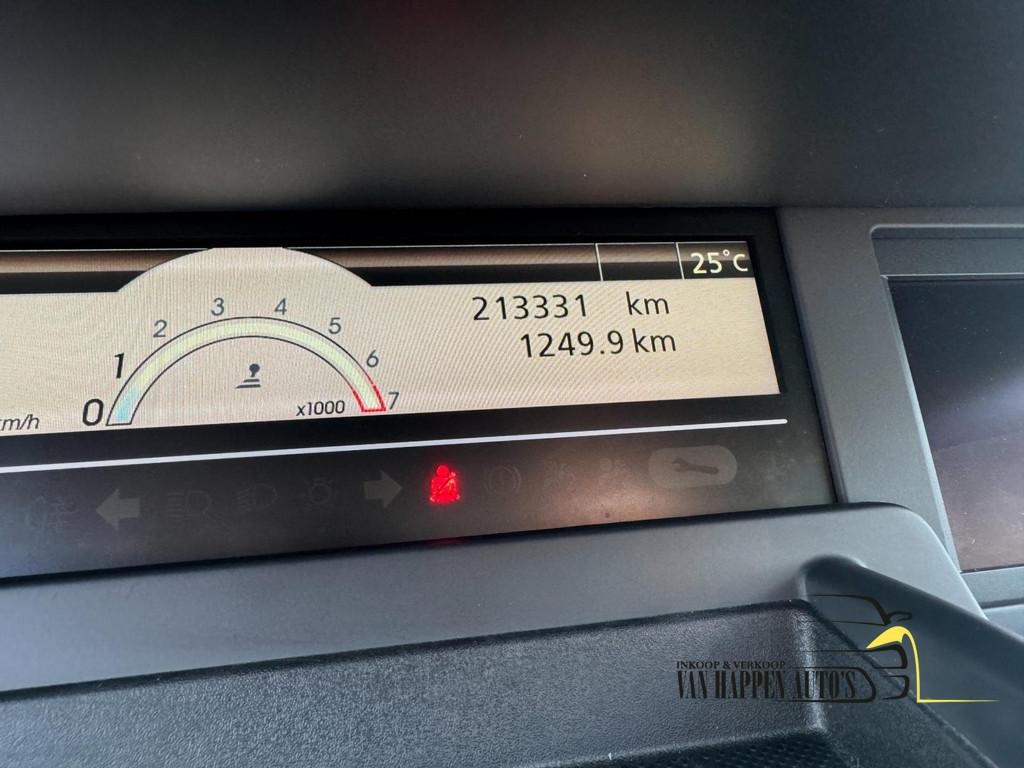 25°C
213331 km
1249.9 km
0 1 2 3 4 5 6 7
x1000
km/h
INKOOP & VERKOOP
VAN HAPPEN AUTO'S